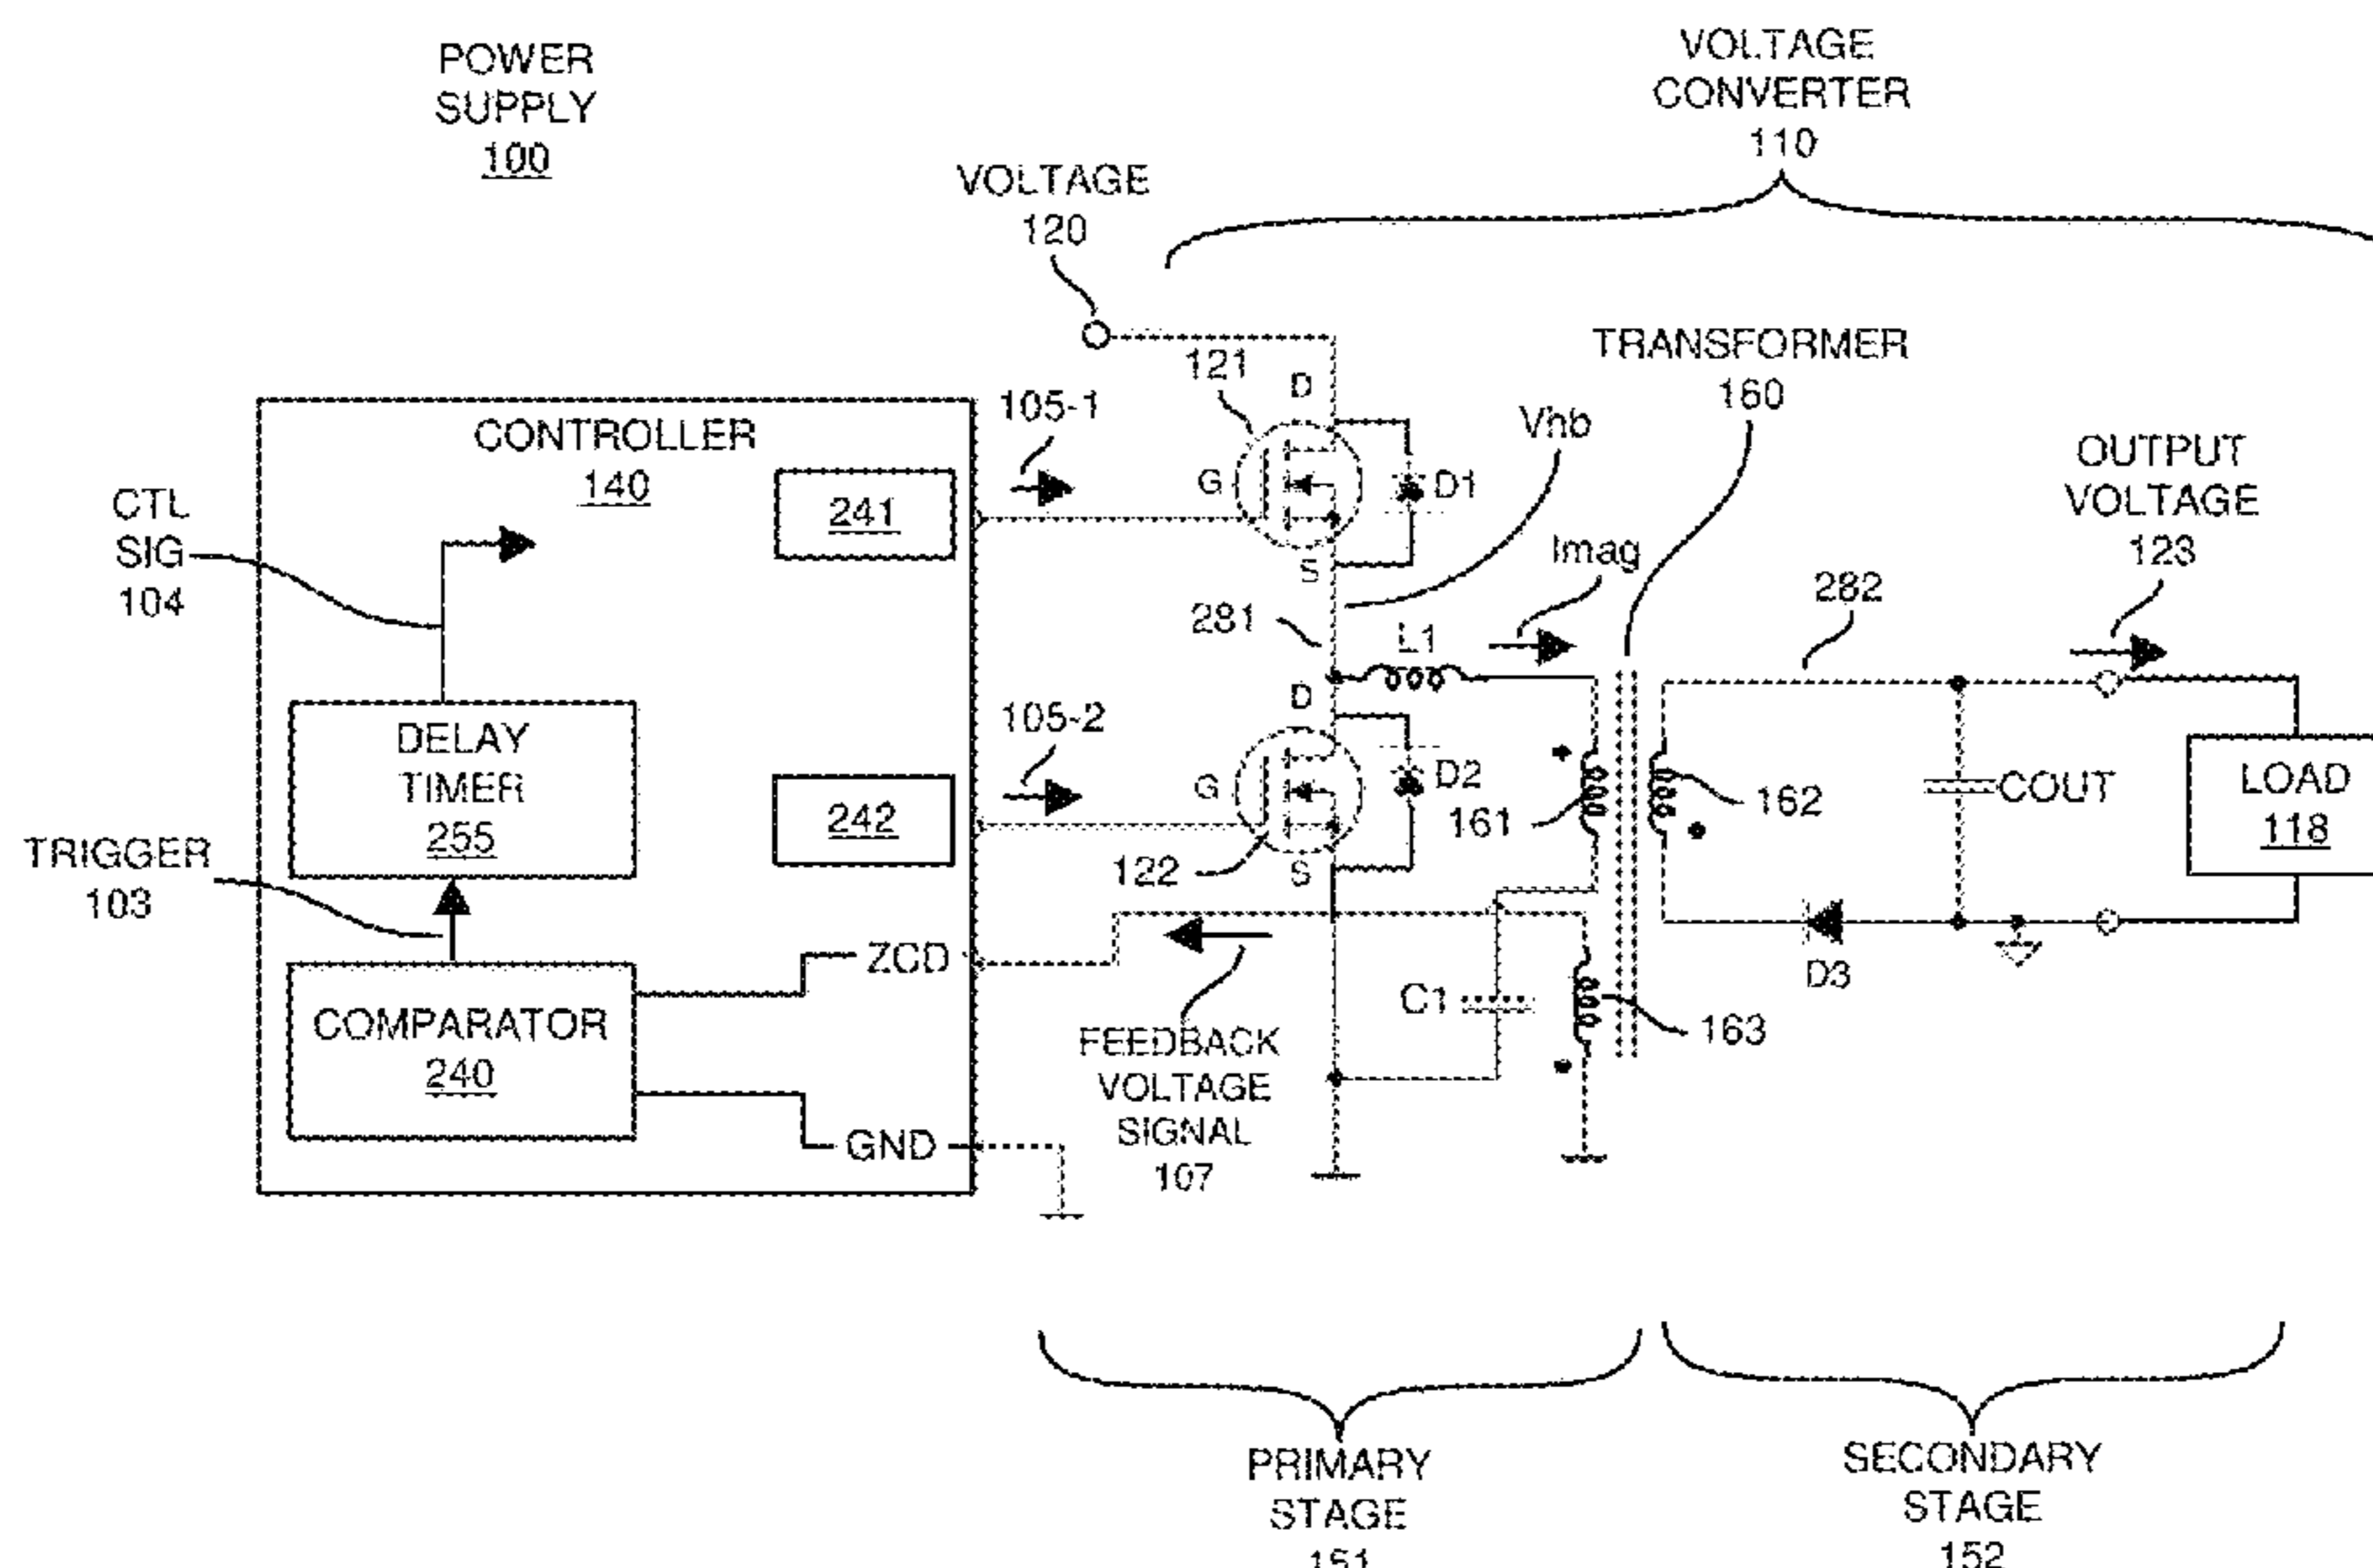 POWER
SUPPLY
100
VOLTAGE
CONVERTER
110
VOLTAGE
120
TRANSFORMER
160
121
D
105-1
Vhb
CONTROLLER
140
OUTPUT
VOLTAGE
123
G
D1
241
CTL
SIG
104
Imag
S
282
281
L1
D
105-2
DELAY
TIMER
255
D2
G
161
162
COUT
LOAD
118
242
TRIGGER
103
122
S
ZCD
D3
C1
163
COMPARATOR
240
FEEDBACK
VOLTAGE
SIGNAL
107
GND
PRIMARY
STAGE
151
SECONDARY
STAGE
152